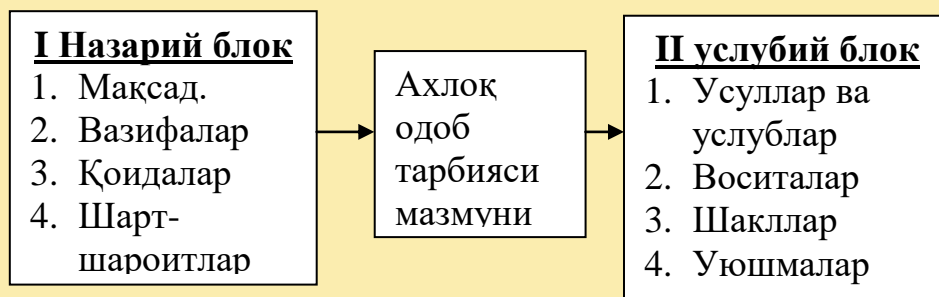 I Назарий блок
1. Мақсад.
2. Вазифалар
3. Қоидалар
4. Шарт-
шароитлар
Ахлоқ
одоб
тарбияси
мазмуни
II услубий блок
1. Усуллар ва
услублар
2. Воситалар
3. Шакллар
4. Уюшмалар